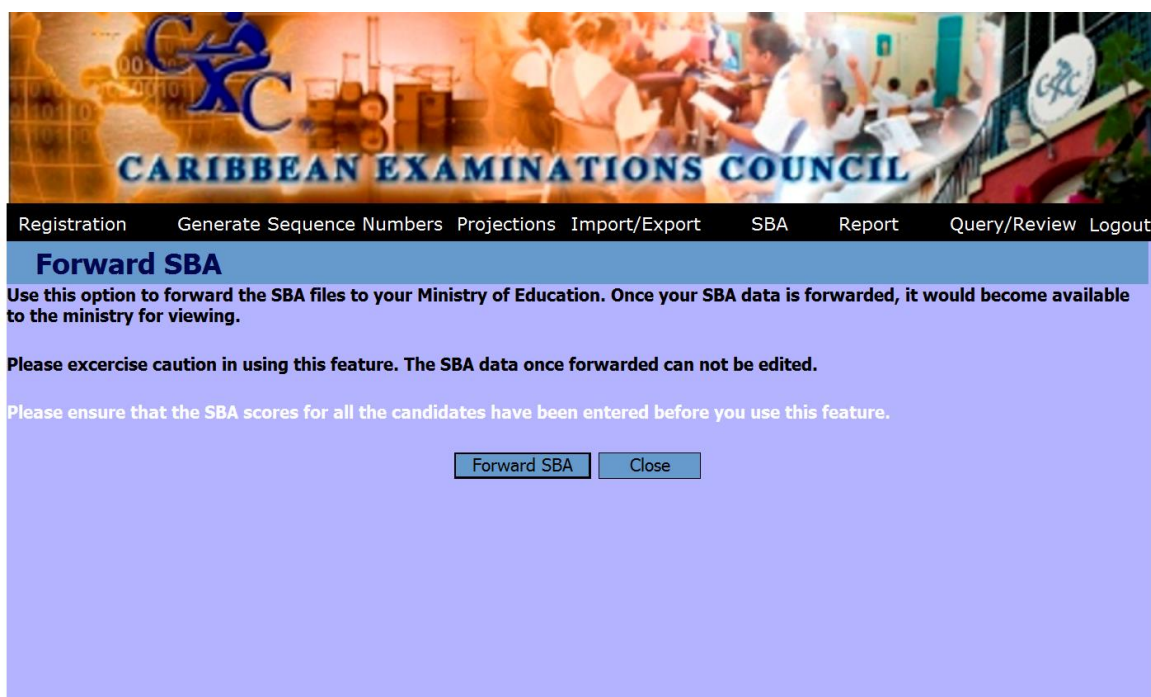 CXC
CXC
CARIBBEAN EXAMINATIONS COUNCIL
Registration Generate Sequence Numbers Projections Import/Export SBA Report Query/Review Logout
Forward SBA
Use this option to forward the SBA files to your Ministry of Education. Once your SBA data is forwarded, it would become available
to the ministry for viewing.
Please excercise caution in using this feature. The SBA data once forwarded can not be edited.
Please ensure that the SBA scores for all the candidates have been entered before you use this feature.
Forward SBA Close